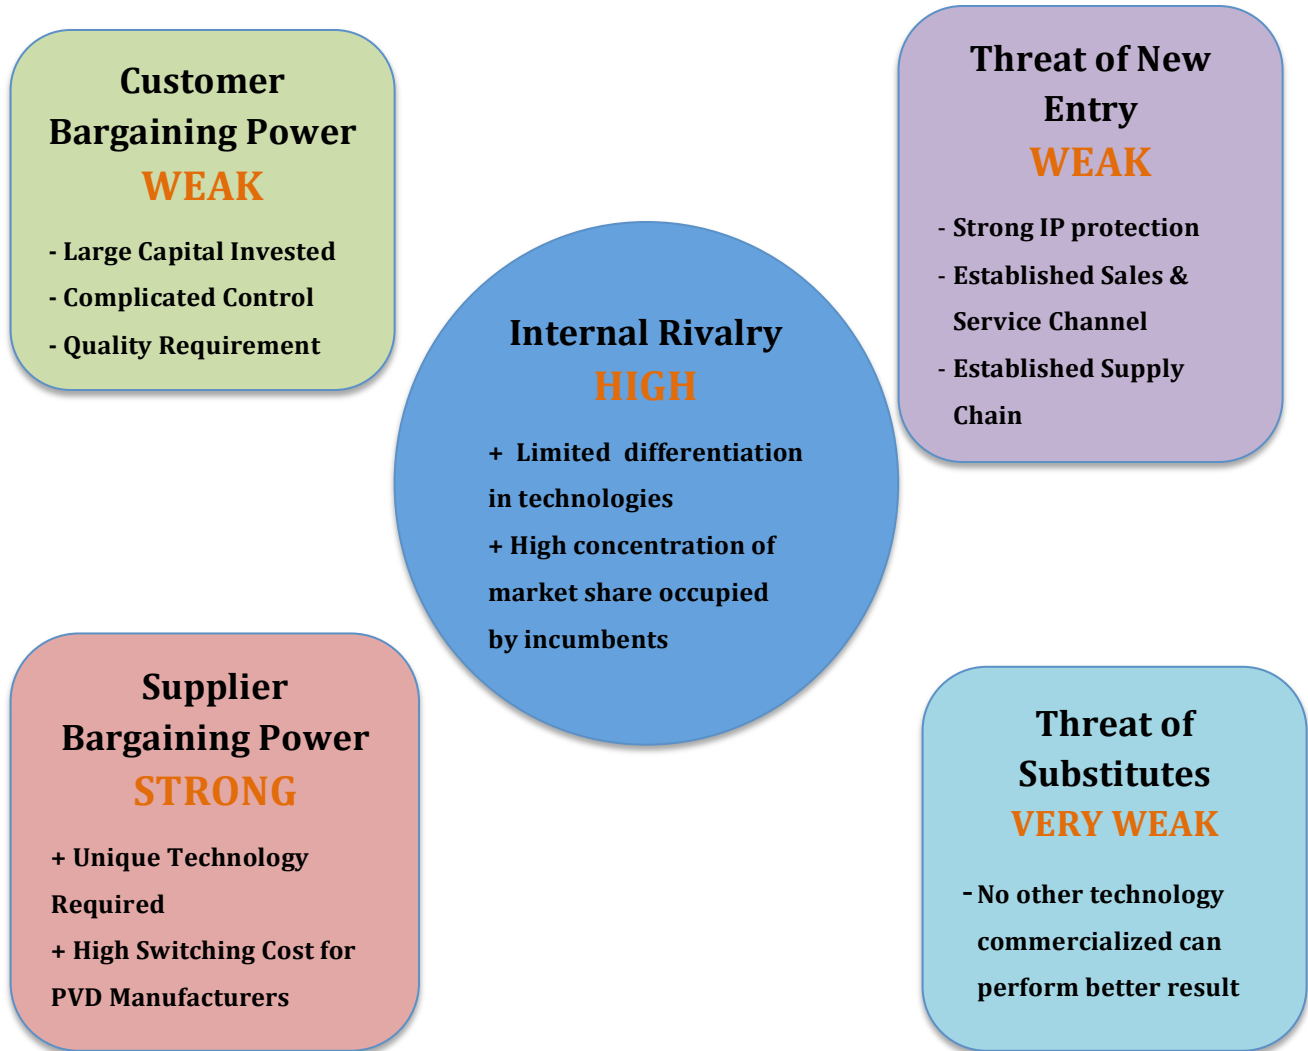 Customer
Bargaining Power
WEAK
- Large Capital Invested
- Complicated Control
- Quality Requirement
Threat of New
Entry
WEAK
- Strong IP protection
- Established Sales &
Service Channel
- Established Supply
Chain
Internal Rivalry
HIGH
+ Limited differentiation
in technologies
+ High concentration of
market share occupied
by incumbents
Supplier
Bargaining Power
STRONG
+ Unique Technology
Required
+ High Switching Cost for
PVD Manufacturers
Threat of
Substitutes
VERY WEAK
- No other technology
commercialized can
perform better result